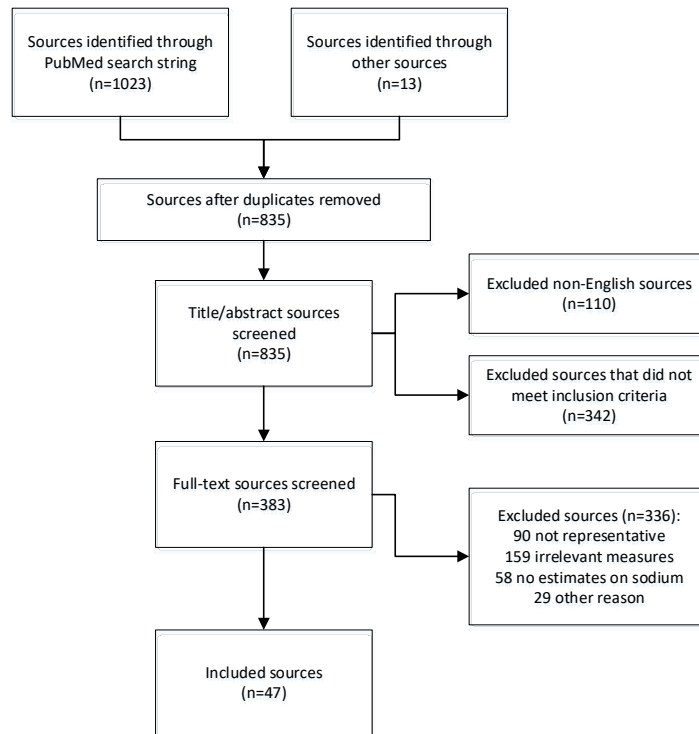 Sources identified through
PubMed search string
(n=1023)
Sources identified through
other sources
(n=13)
Sources after duplicates removed
(n=835)
Title/abstract sources
screened
(n=835)
Excluded non-English sources
(n=110)
Excluded sources that did not
meet inclusion criteria
(n=342)
Full-text sources screened
(n=383)
Excluded sources (n=336):
90 not representative
159 irrelevant measures
58 no estimates on sodium
29 other reason
Included sources
(n=47)